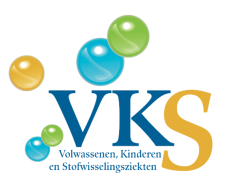 VKS
Volwassenen, Kinderen
en Stofwisselingsziekten